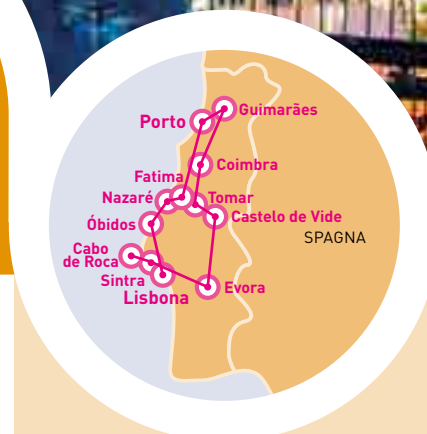 Guimarães
Porto
Coimbra
Fatima
Nazaré
Tomar
Castelo de Vide
Óbidos
SPAGNA
Cabo
de Roca
Sintra
Evora
Lisbona